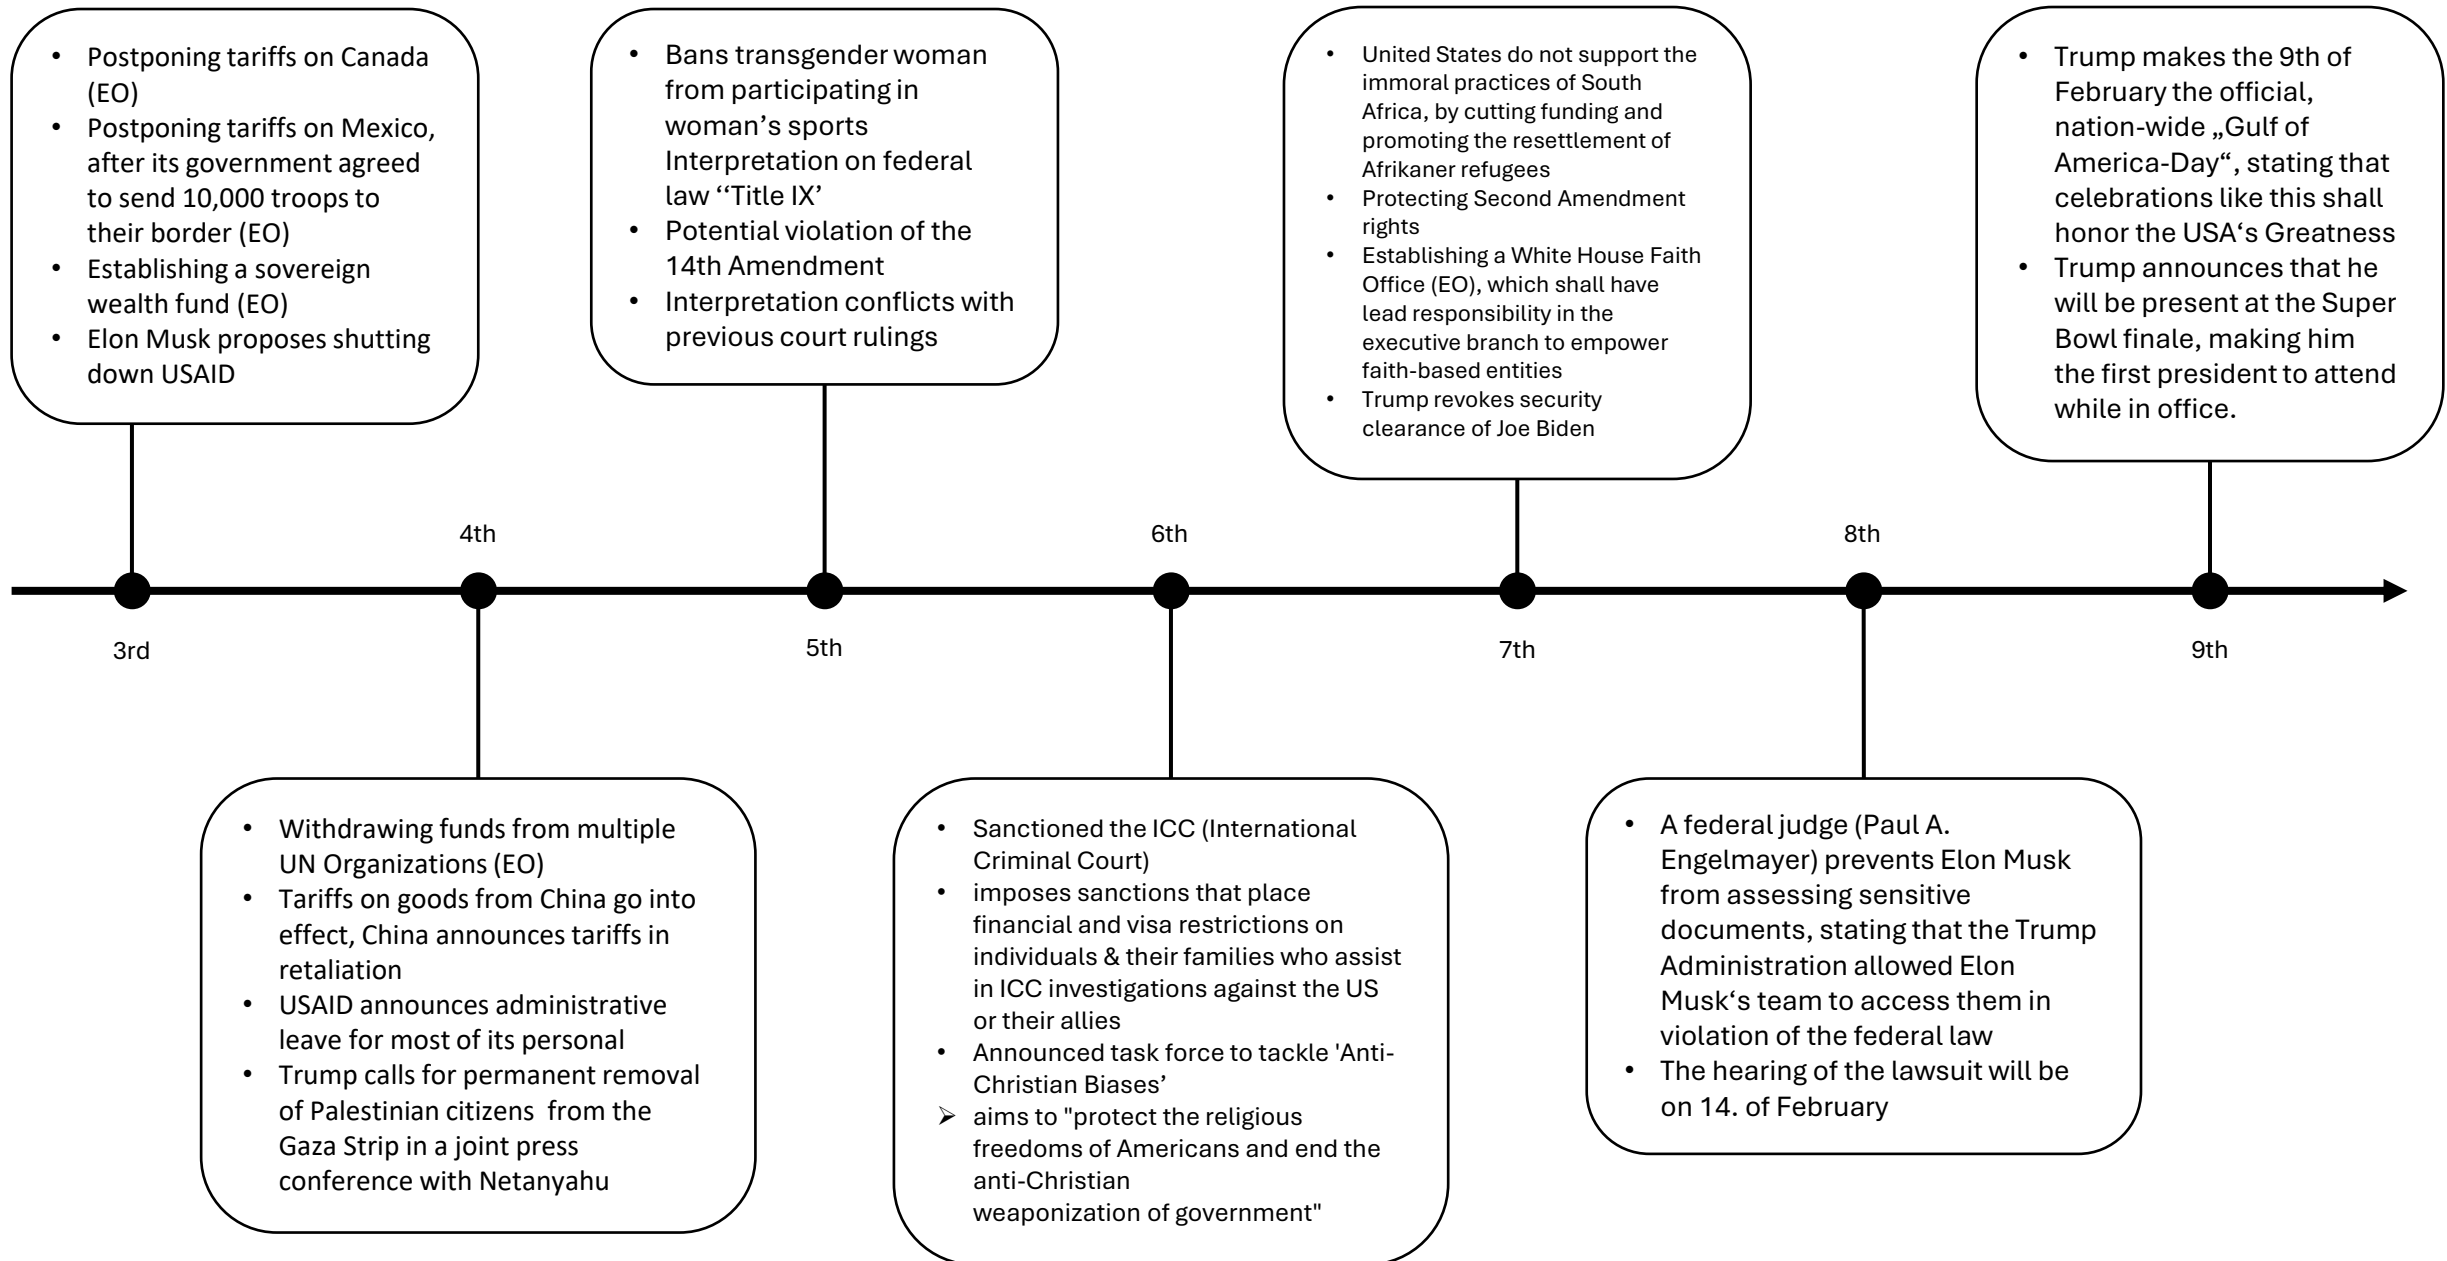 • Postponing tariffs on Canada
(EO)
• Postponing tariffs on Mexico,
after its government agreed
to send 10,000 troops to
their border (EO)
• Establishing a sovereign
wealth fund (EO)
• Elon Musk proposes shutting
down USAID
3rd
4th
• Withdrawing funds from multiple
UN Organizations (EO)
• Tariffs on goods from China go into
effect, China announces tariffs in
retaliation
• USAID announces administrative
leave for most of its personal
• Trump calls for permanent removal
of Palestinian citizens from the
Gaza Strip in a joint press
conference with Netanyahu
• Bans transgender woman
from participating in
woman’s sports
Interpretation on federal
law ‘‘Title IX’
• Potential violation of the
14th Amendment
• Interpretation conflicts with
previous court rulings
5th
6th
• Sanctioned the ICC (International
Criminal Court)
• imposes sanctions that place
financial and visa restrictions on
individuals & their families who assist
in ICC investigations against the US
or their allies
• Announced task force to tackle 'Anti-
Christian Biases’
➢ aims to "protect the religious
freedoms of Americans and end the
anti-Christian
weaponization of government"
• United States do not support the
immoral practices of South
Africa, by cutting funding and
promoting the resettlement of
Afrikaner refugees
• Protecting Second Amendment
rights
• Establishing a White House Faith
Office (EO), which shall have
lead responsibility in the
executive branch to empower
faith-based entities
• Trump revokes security
clearance of Joe Biden
7th
8th
• A federal judge (Paul A.
Engelmayer) prevents Elon Musk
from assessing sensitive
documents, stating that the Trump
Administration allowed Elon
Musk‘s team to access them in
violation of the federal law
• The hearing of the lawsuit will be
on 14. of February
• Trump makes the 9th of
February the official,
nation-wide „Gulf of
America-Day“, stating that
celebrations like this shall
honor the USA‘s Greatness
• Trump announces that he
will be present at the Super
Bowl finale, making him
the first president to attend
while in office.
9th